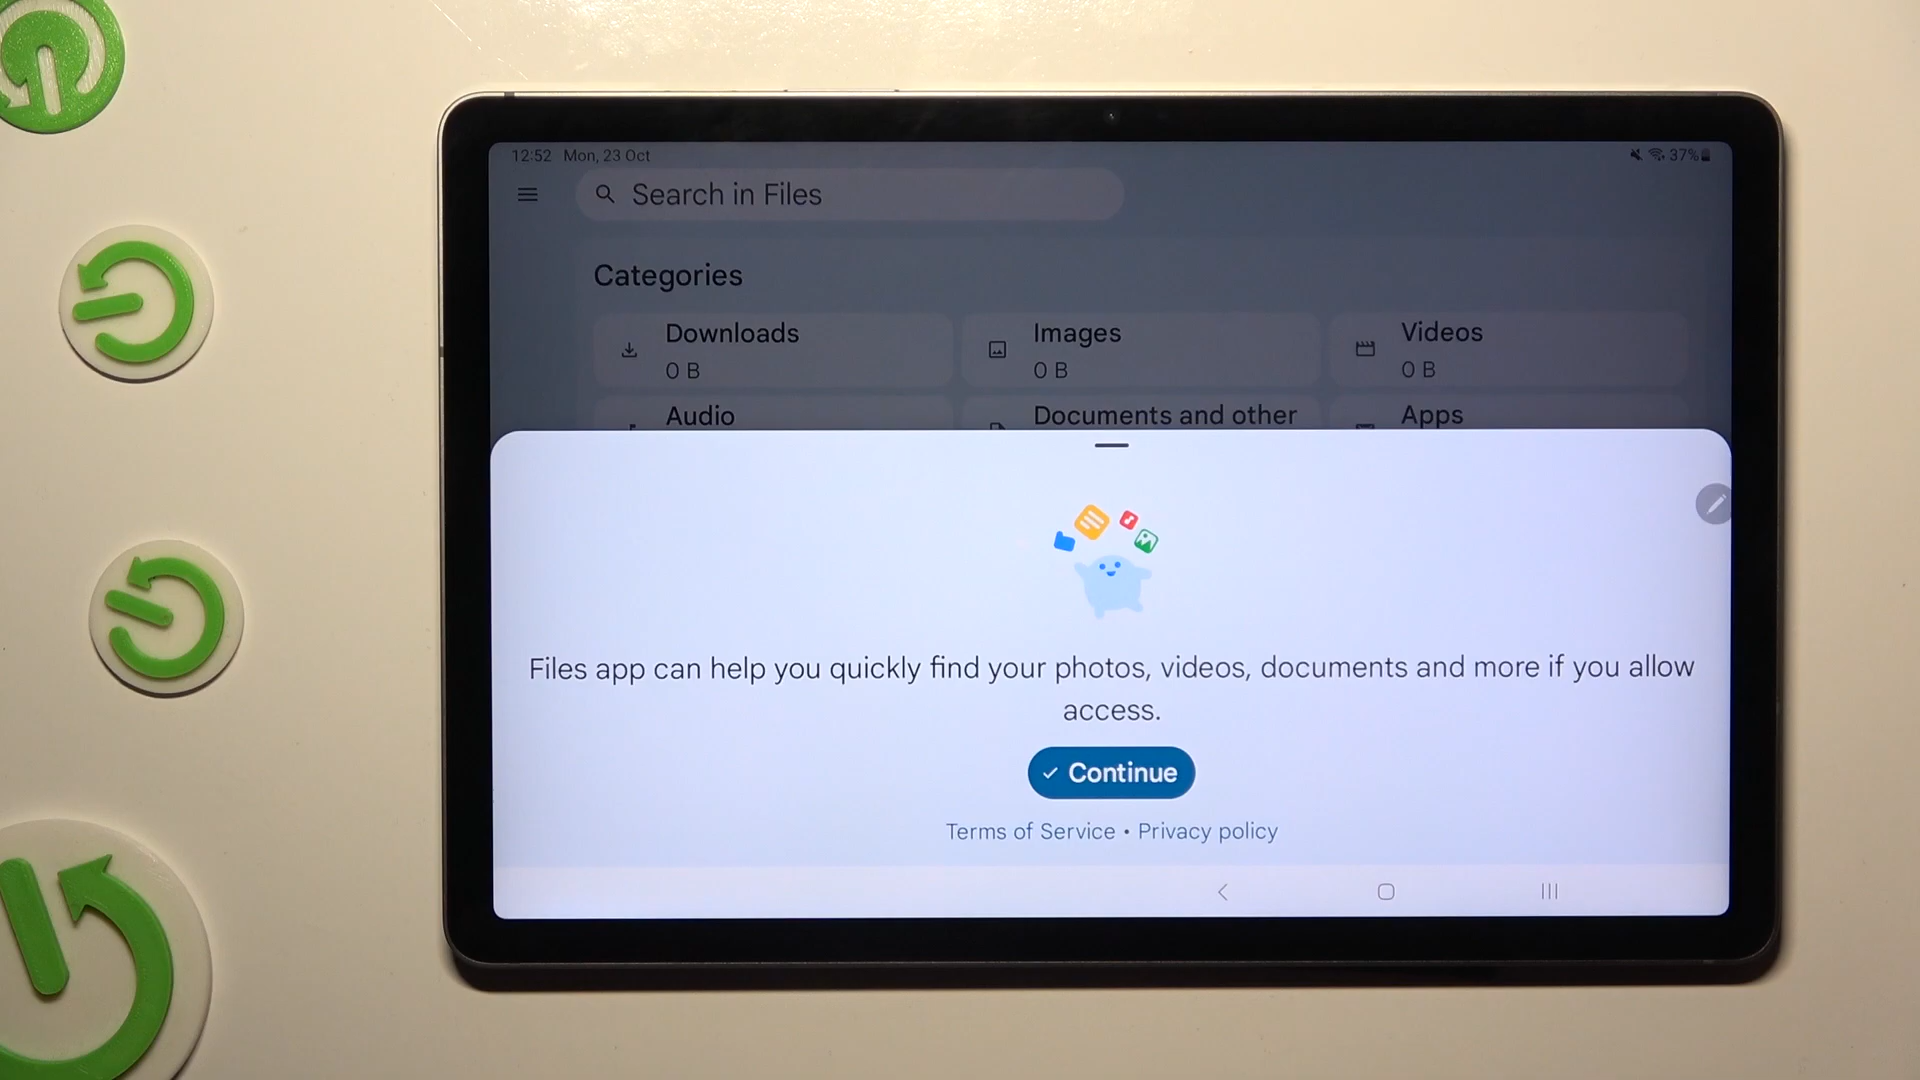 12:52 Mon, 23 Oct 37%
Search in Files
Categories
Downloads Images Videos
0 B 0 B 0 B
Audio Documents and other Apps
Files app can help you quickly find your photos, videos, documents and more if you allow
access.
Continue
Terms of Service • Privacy policy